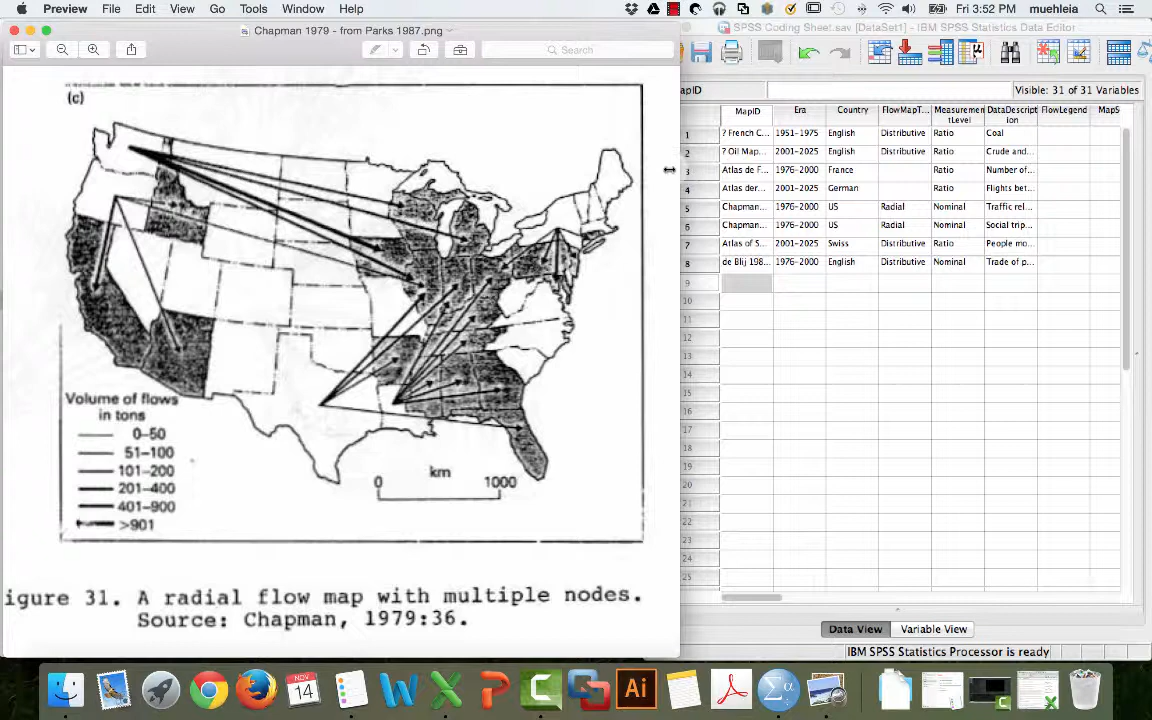 Preview File Edit View Go Tools Window Help
Fri 3:52 PM muehleia
Chapman 1979 - from Parks 1987.png
Search
(c)
Volume of flows
in tons
0-50
51-100
101-200
201-400
401-900
>901
km
0 1000
igure 31. A radial flow map with multiple nodes.
Source: Chapman, 1979:36.
SPSS Coding Sheet.sav [DataSet1] - IBM SPSS Statistics Data Editor
apID
Visible: 31 of 31 Variables
MapID Era Country FlowMapT... Measuremen
tLevel DataDescript
ion FlowLegend MapS
1 ? French C... 1951-1975 English Distributive Ratio Coal
2 ? Oil Map... 2001-2025 English Distributive Ratio Crude and...
3 Atlas de F... 1976-2000 France Ratio Number of...
4 Atlas der... 2001-2025 German Ratio Flights bet...
5 Chapman... 1976-2000 US Radial Nominal Traffic rel...
6 Chapman... 1976-2000 US Radial Nominal Social trip...
7 Atlas of S... 2001-2025 Swiss Distributive Ratio People mo...
8 de Blij 198... 1976-2000 English Distributive Nominal Trade of p...
9
10
11
12
13
14
15
16
17
18
19
20
21
22
23
24
25
Data View Variable View
IBM SPSS Statistics Processor is ready
NOV
14
Ai